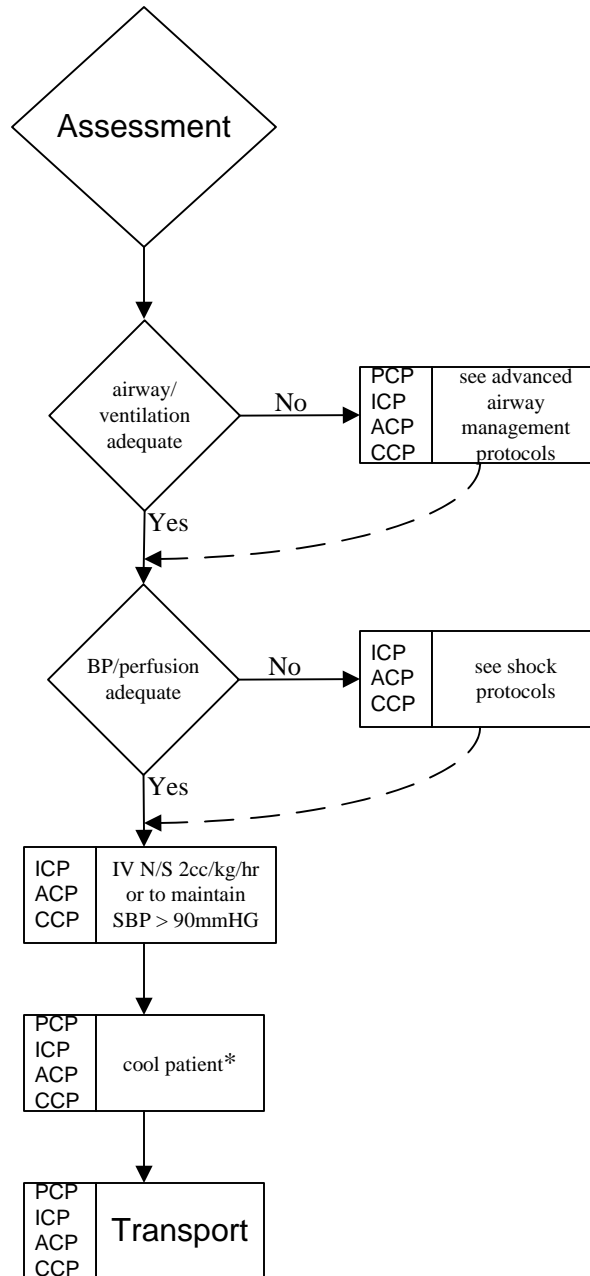 Assessment
airway/
ventilation
adequate
No
PCP
ICP
ACP
CCP
see advanced
airway
management
protocols
Yes
BP/perfusion
adequate
No
ICP
ACP
CCP
see shock
protocols
Yes
ICP
ACP
CCP
IV N/S 2cc/kg/hr
or to maintain
SBP > 90mmHG
PCP
ICP
ACP
CCP
cool patient*
PCP
ICP
ACP
CCP
Transport